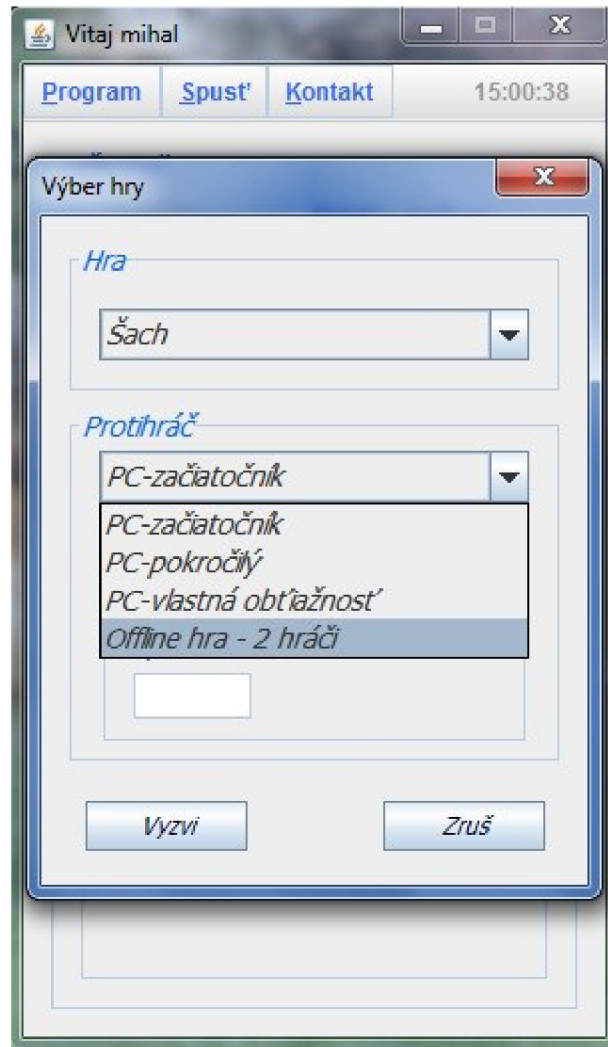 Vitaj mihal
Program Spusť Kontakt 15:00:38
Výber hry
Hra
Šach
Protihráč
PC-začiatočník
PC-začiatočník
PC-pokročilý
PC-vlastná obťiažnosť
Offline hra - 2 hráči
Vyzvi Zruš